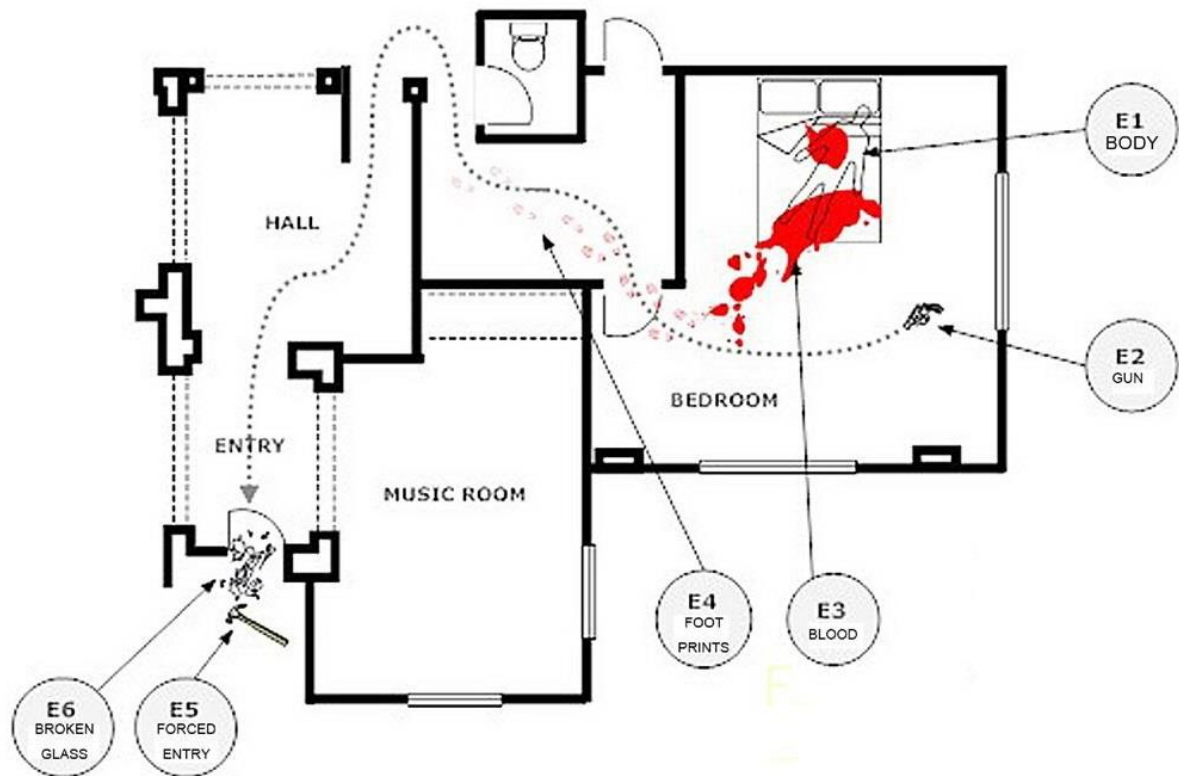 E1
BODY
HALL
E2
GUN
BEDROOM
ENTRY
MUSIC ROOM
E4
FOOT
PRINTS
E3
BLOOD
E6
BROKEN
GLASS
E5
FORCED
ENTRY